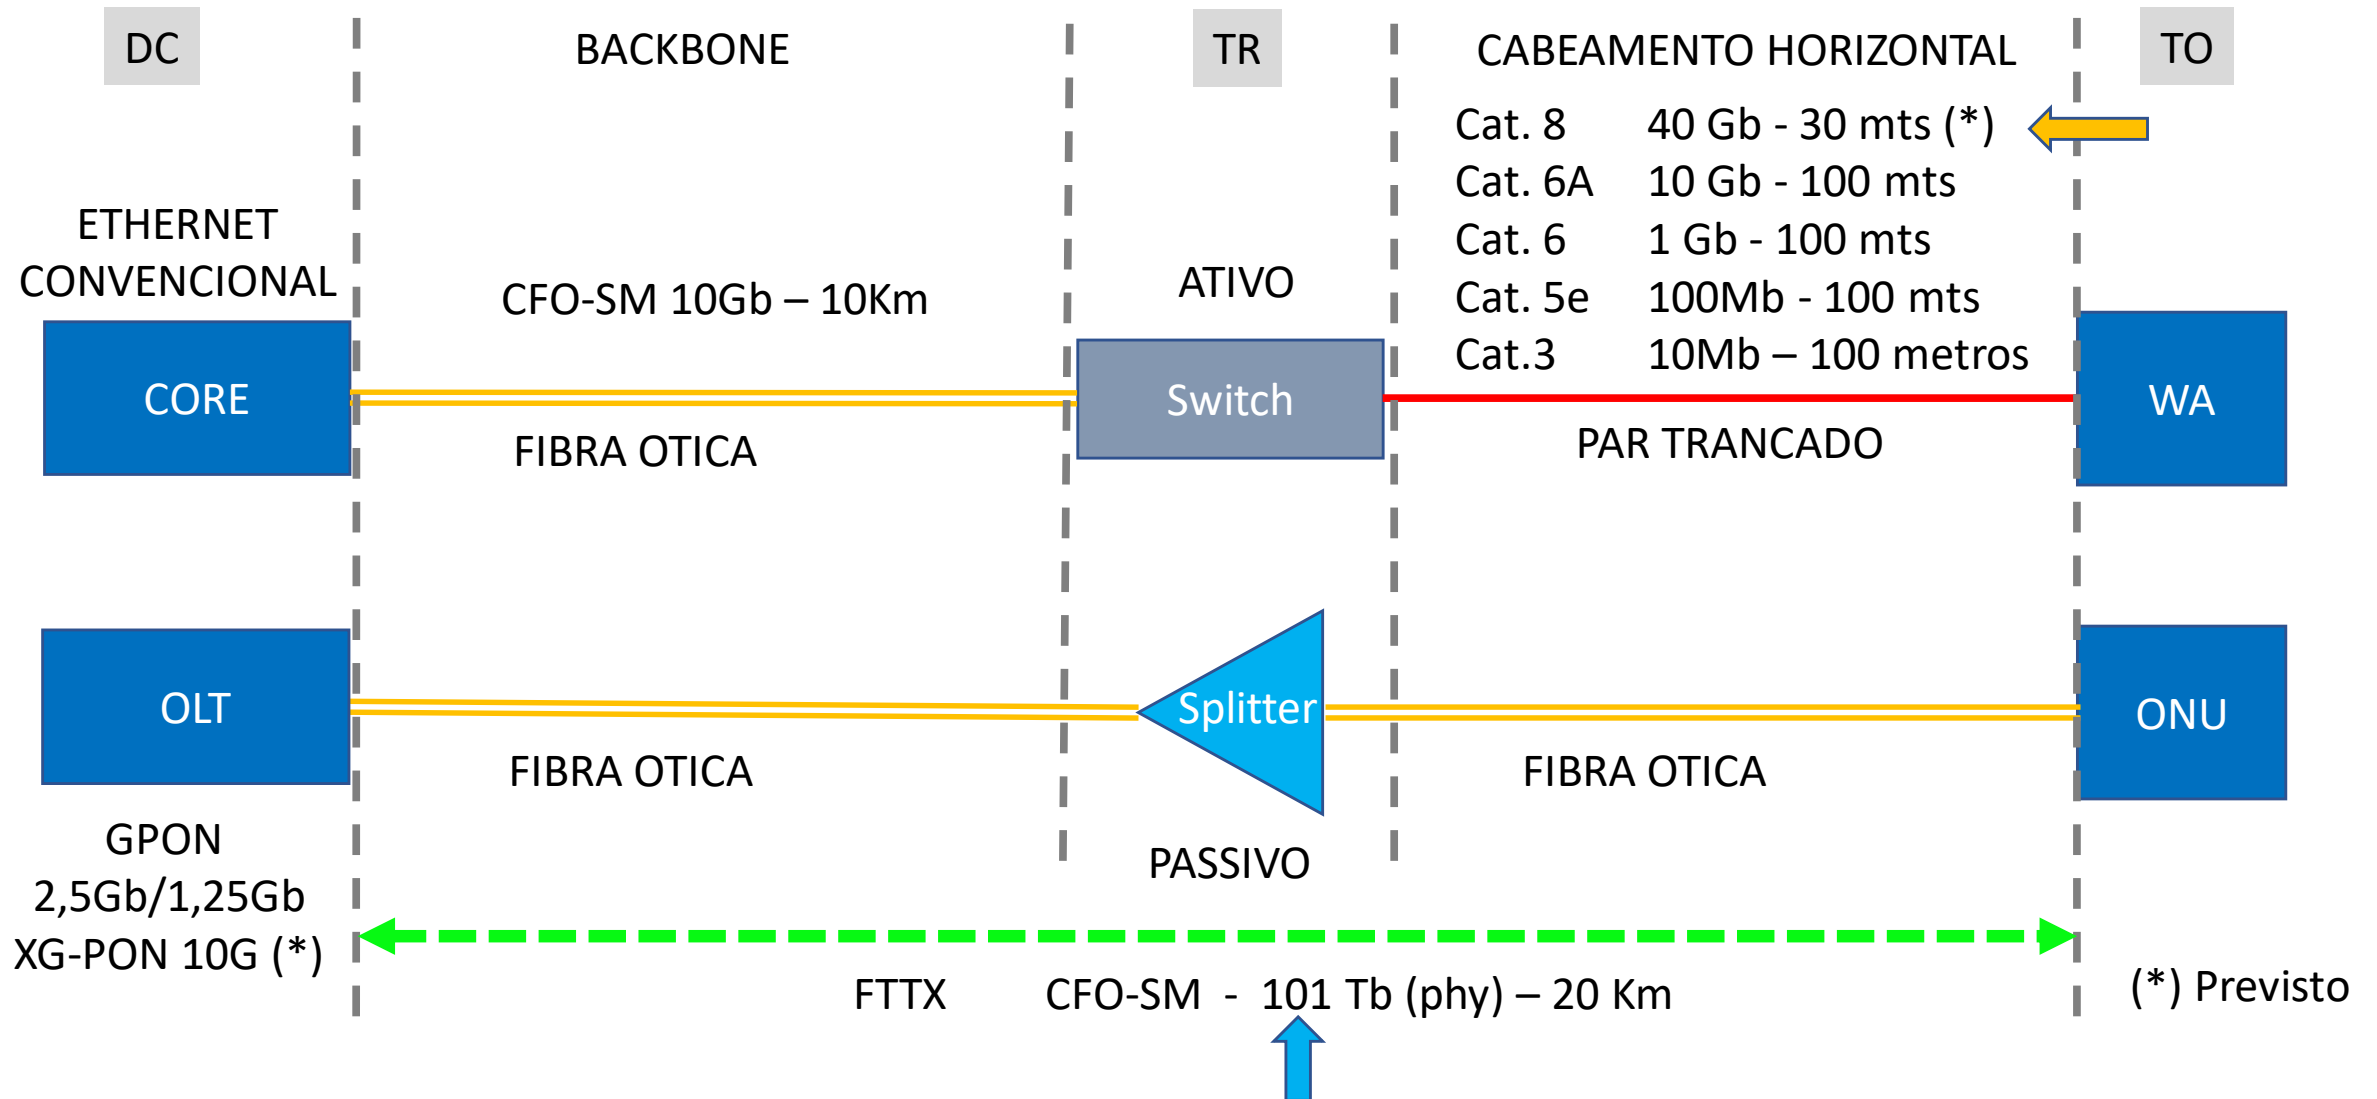 DC
BACKBONE
TR
CABEAMENTO HORIZONTAL
TO
Cat. 8 40 Gb - 30 mts (*)
Cat. 6A 10 Gb - 100 mts
Cat. 6 1 Gb - 100 mts
Cat. 5e 100Mb - 100 mts
Cat.3 10Mb – 100 metros
ETHERNET
CONVENCIONAL
CFO-SM 10Gb – 10Km
ATIVO
CORE
Switch
WA
FIBRA OTICA
PAR TRANCADO
OLT
Splitter
ONU
FIBRA OTICA
FIBRA OTICA
GPON
2,5Gb/1,25Gb
XG-PON 10G (*)
PASSIVO
FTTX CFO-SM - 101 Tb (phy) – 20 Km
(*) Previsto